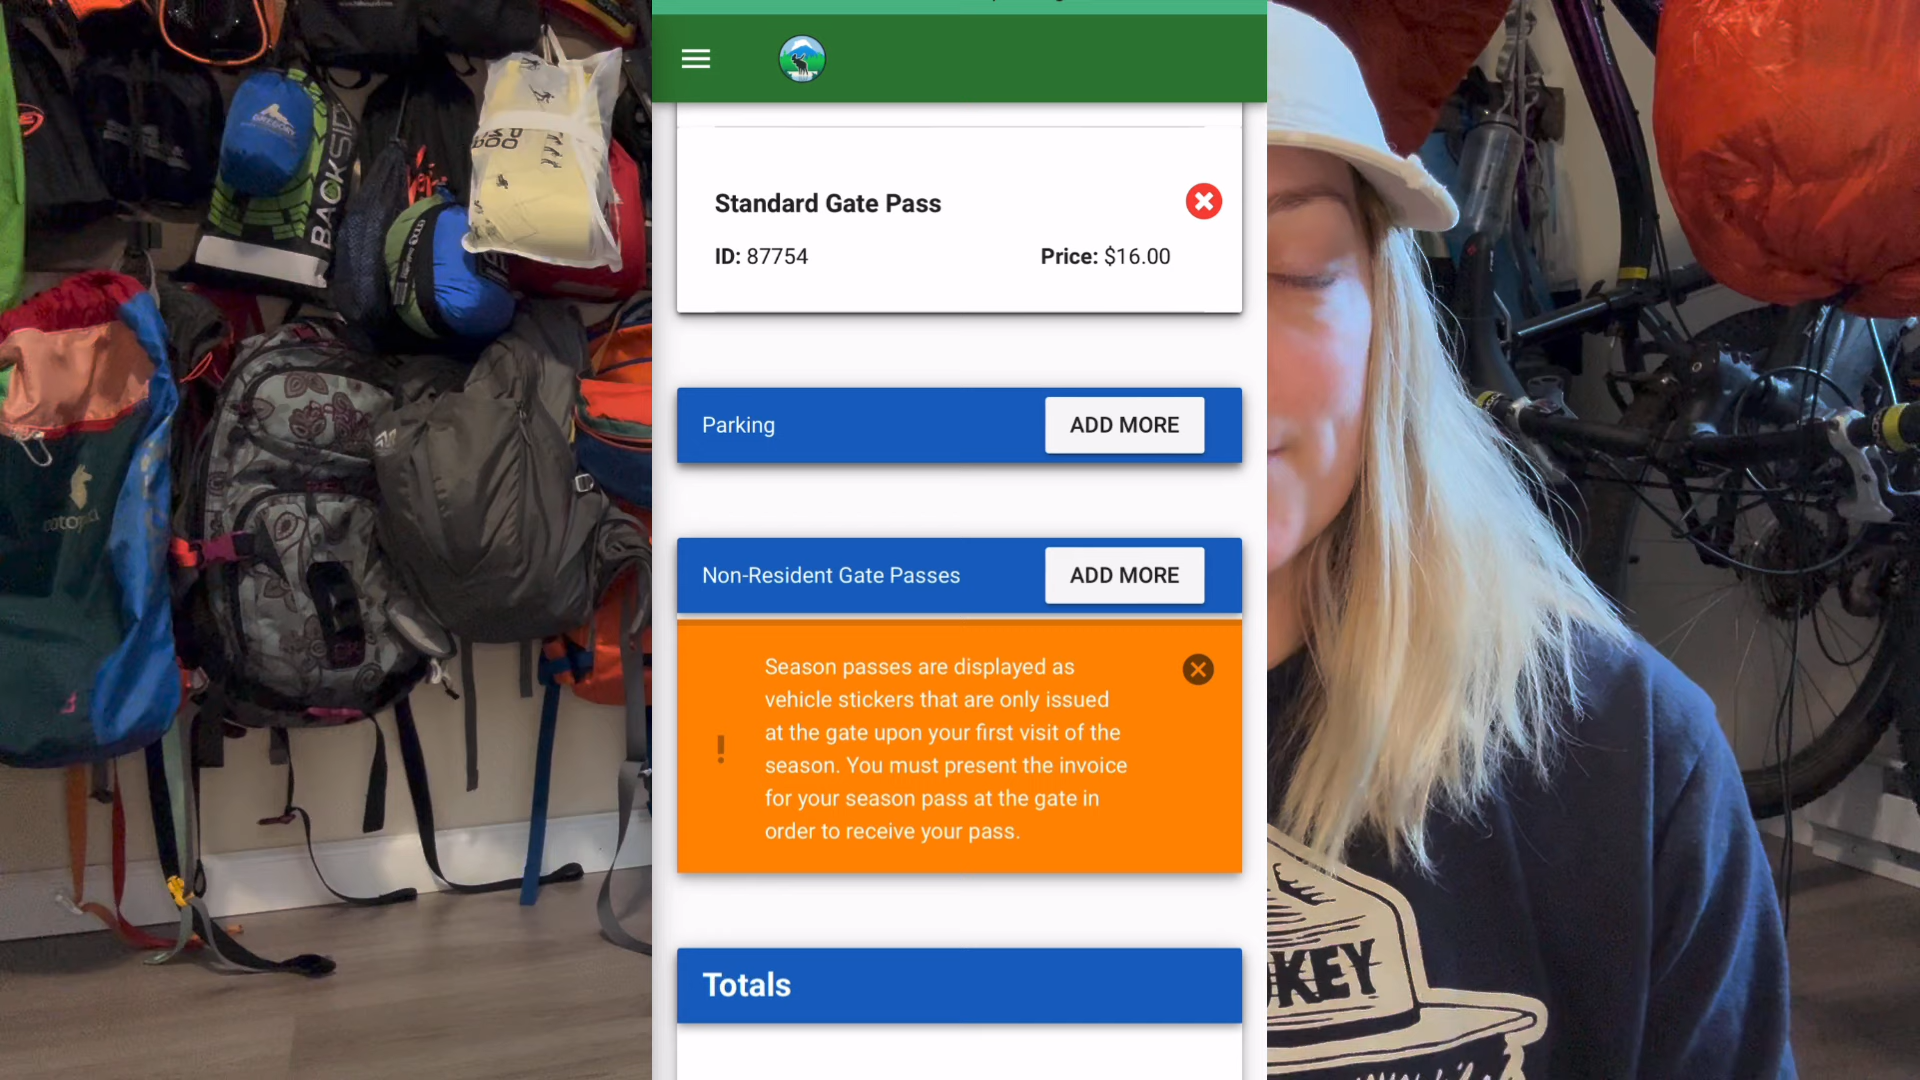 GREGORY
BACKSIDE
cotopaxi
Standard Gate Pass
ID: 87754
Price: $16.00
Parking
ADD MORE
Non-Resident Gate Passes
ADD MORE
Season passes are displayed as
vehicle stickers that are only issued
at the gate upon your first visit of the
season. You must present the invoice
for your season pass at the gate in
order to receive your pass.
Totals
KEY